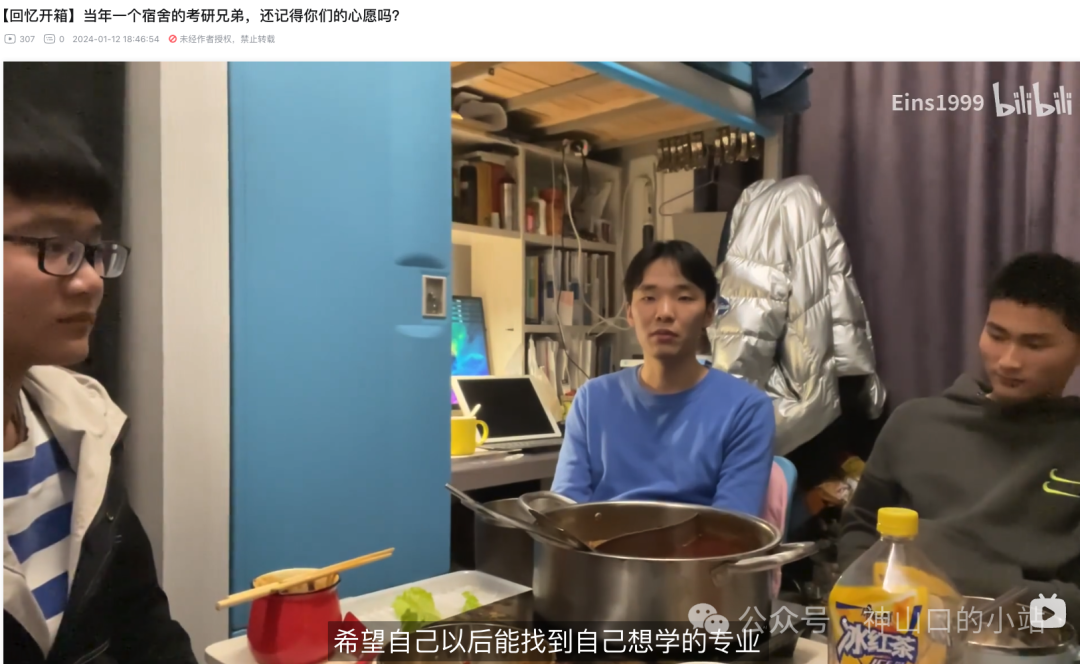 【回忆开箱】当年一个宿舍的考研兄弟，还记得你们的心愿吗?
307 0 2024-01-12 18:46:54 未经作者授权，禁止转载
Eins1999 bilibili
公众号 神山口的小站
冰红茶
希望自己以后能找到自己想学的专业